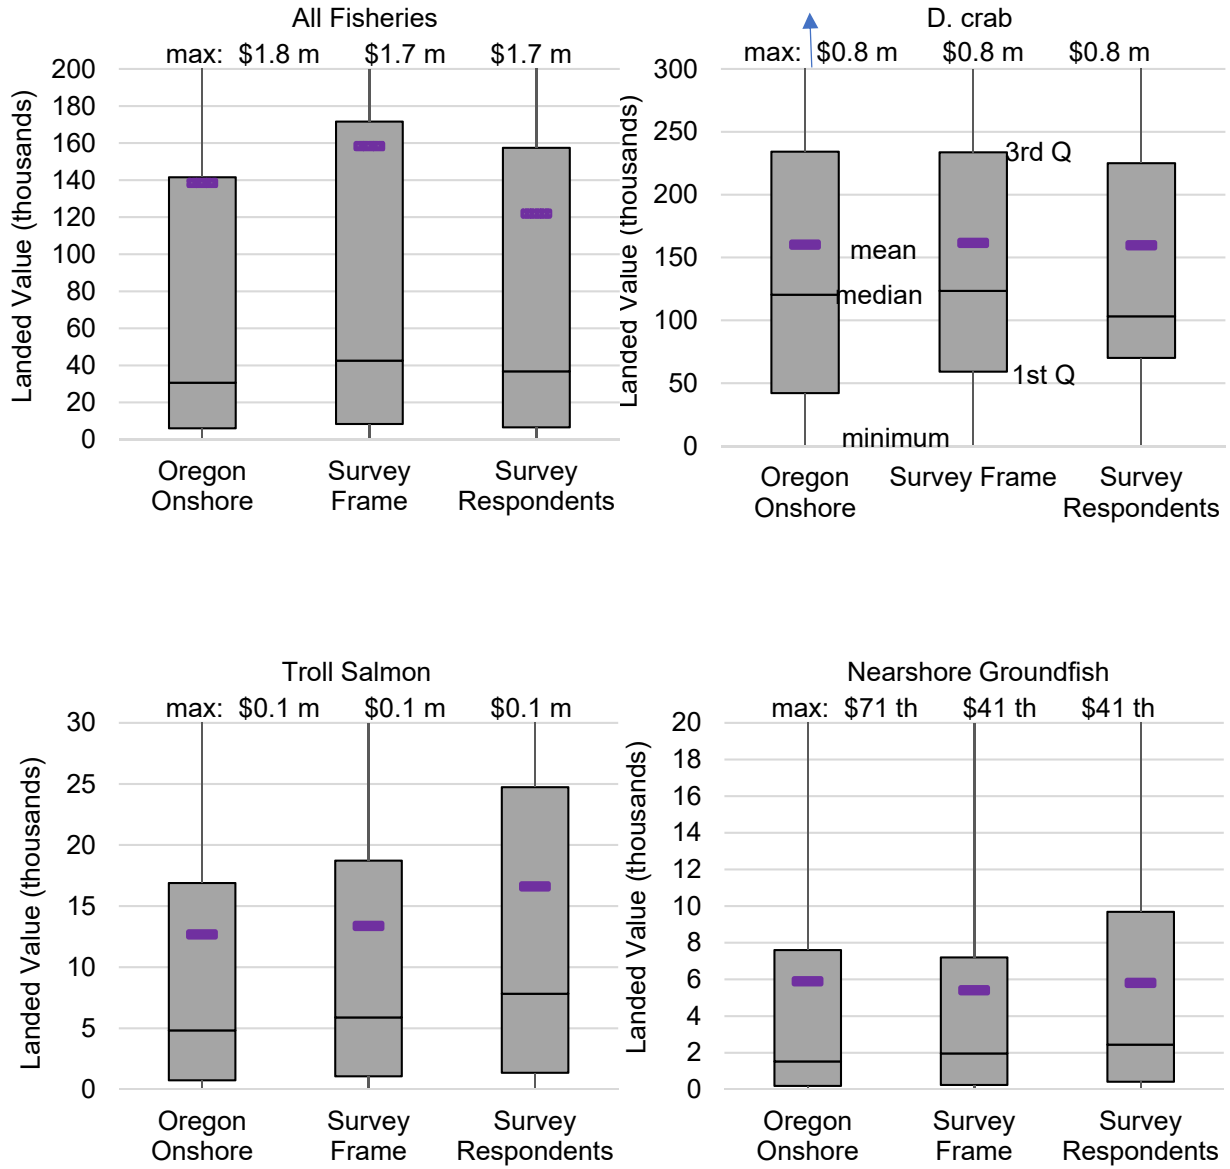 All Fisheries
max: $1.8 m $1.7 m $1.7 m
Landed Value (thousands)
200
180
160
140
120
100
80
60
40
20
0
Oregon Onshore
Survey Frame
Survey Respondents
D. crab
max: $0.8 m $0.8 m $0.8 m
Landed Value (thousands)
300
250
200
150
100
50
0
3rd Q
mean
median
1st Q
minimum
Oregon Onshore
Survey Frame
Survey Respondents
Troll Salmon
max: $0.1 m $0.1 m $0.1 m
Landed Value (thousands)
30
25
20
15
10
5
0
Oregon Onshore
Survey Frame
Survey Respondents
Nearshore Groundfish
max: $71 th $41 th $41 th
Landed Value (thousands)
20
18
16
14
12
10
8
6
4
2
0
Oregon Onshore
Survey Frame
Survey Respondents